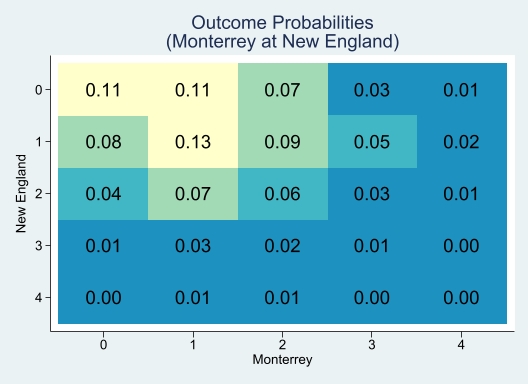 Outcome Probabilities
(Monterrey at New England)
New England
0 0.11 0.11 0.07 0.03 0.01
1 0.08 0.13 0.09 0.05 0.02
2 0.04 0.07 0.06 0.03 0.01
3 0.01 0.03 0.02 0.01 0.00
4 0.00 0.01 0.01 0.00 0.00
0 1 2 3 4
Monterrey